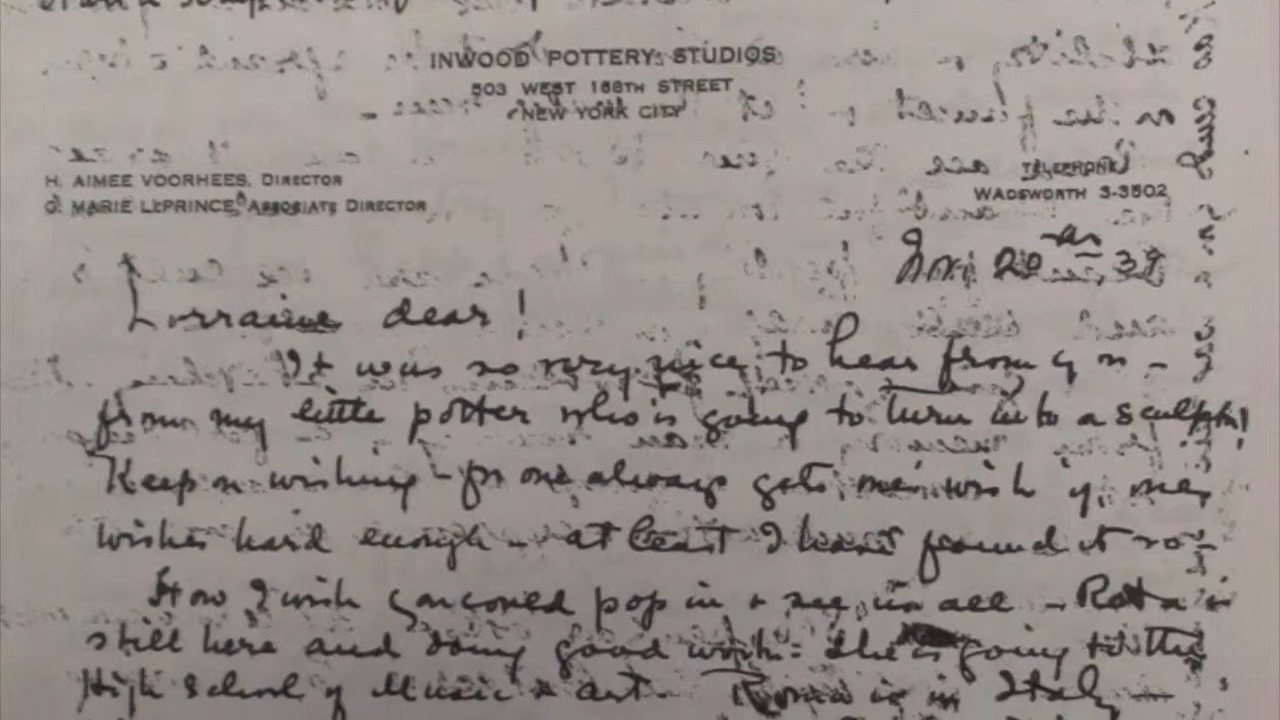 INWOOD POTTERY STUDIOS
503 WEST 168TH STREET
NEW YORK CITY
H. AIMEE VOORHEES, DIRECTOR
O. MARIE LEPRINCE, ASSOCIATE DIRECTOR
TELEPHONE
WADSWORTH 3-3502
Nov. 20th 39
Lorraine dear!
It was so very nice to hear from you -
from my little potter who is going to turn into a sculptor!
Keep on wishing - for one always gets one's wish if one
wishes hard enough - at least I have found it so -
How I wish you could pop in & see us all - Rota is
still here and doing good work - She is going to the
High School of Music & Art - is in Italy -